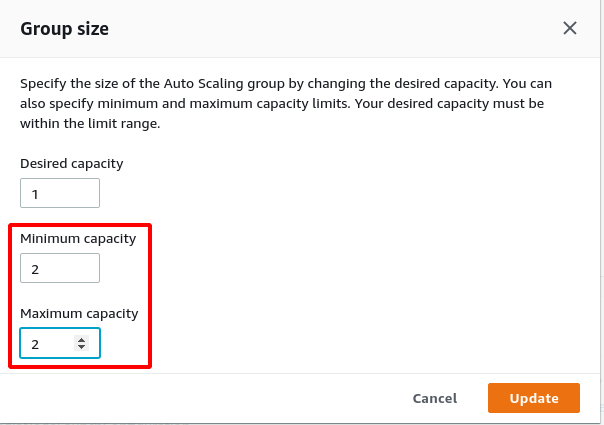 Group size
Specify the size of the Auto Scaling group by changing the desired capacity. You can
also specify minimum and maximum capacity limits. Your desired capacity must be
within the limit range.
Desired capacity
1
Minimum capacity
2
Maximum capacity
2
Cancel
Update